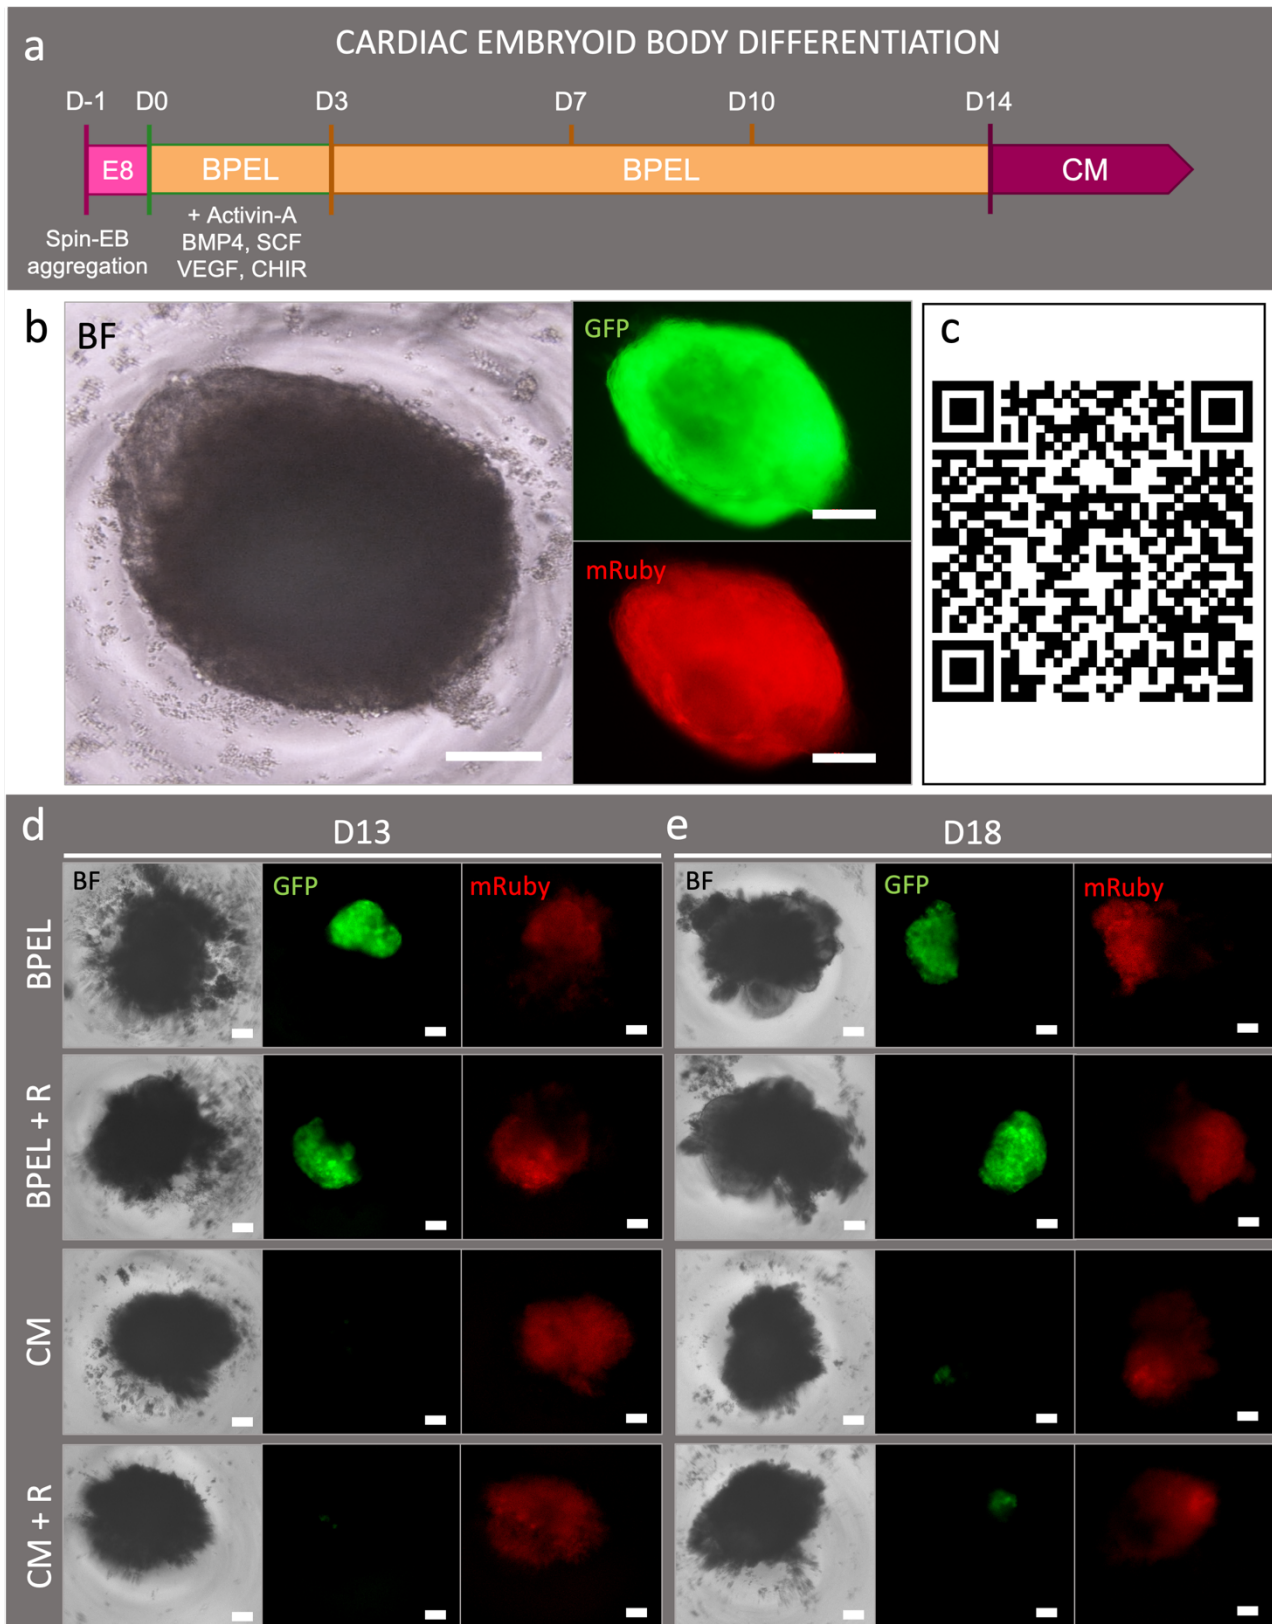 a
CARDIAC EMBRYOID BODY DIFFERENTIATION
D-1 D0 D3 D7 D10 D14
E8 BPEL BPEL CM
Spin-EB
aggregation
+ Activin-A
BMP4, SCF
VEGF, CHIR
b
BF
GFP
mRuby
c
d
D13
e
D18
BPEL
BF GFP mRuby BF GFP mRuby
BPEL + R
CM
CM + R